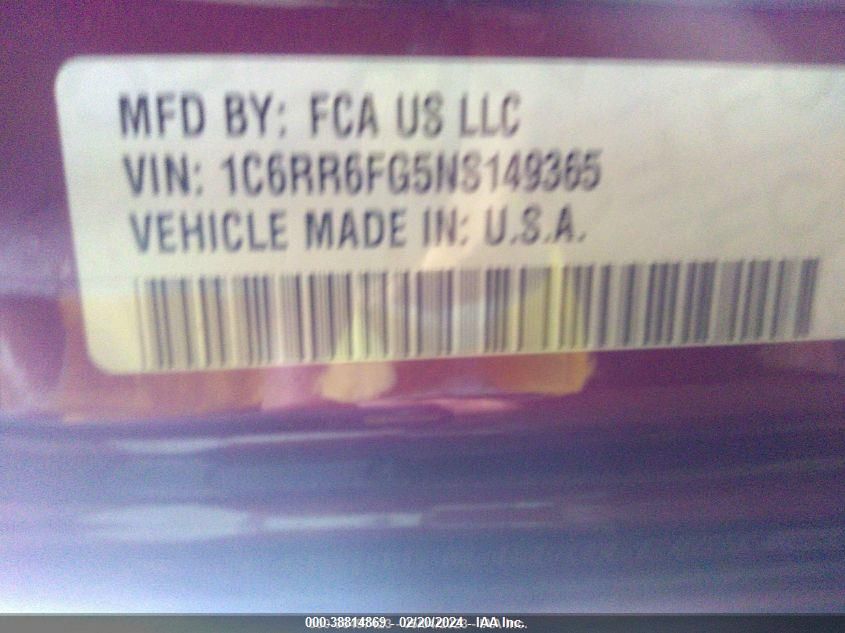 MFD BY: FCA US LLC
VIN: 1C6RR6FG5NS149365
VEHICLE MADE IN: U.S.A.
000-38814869 - 02/20/2024 - IAA Inc.